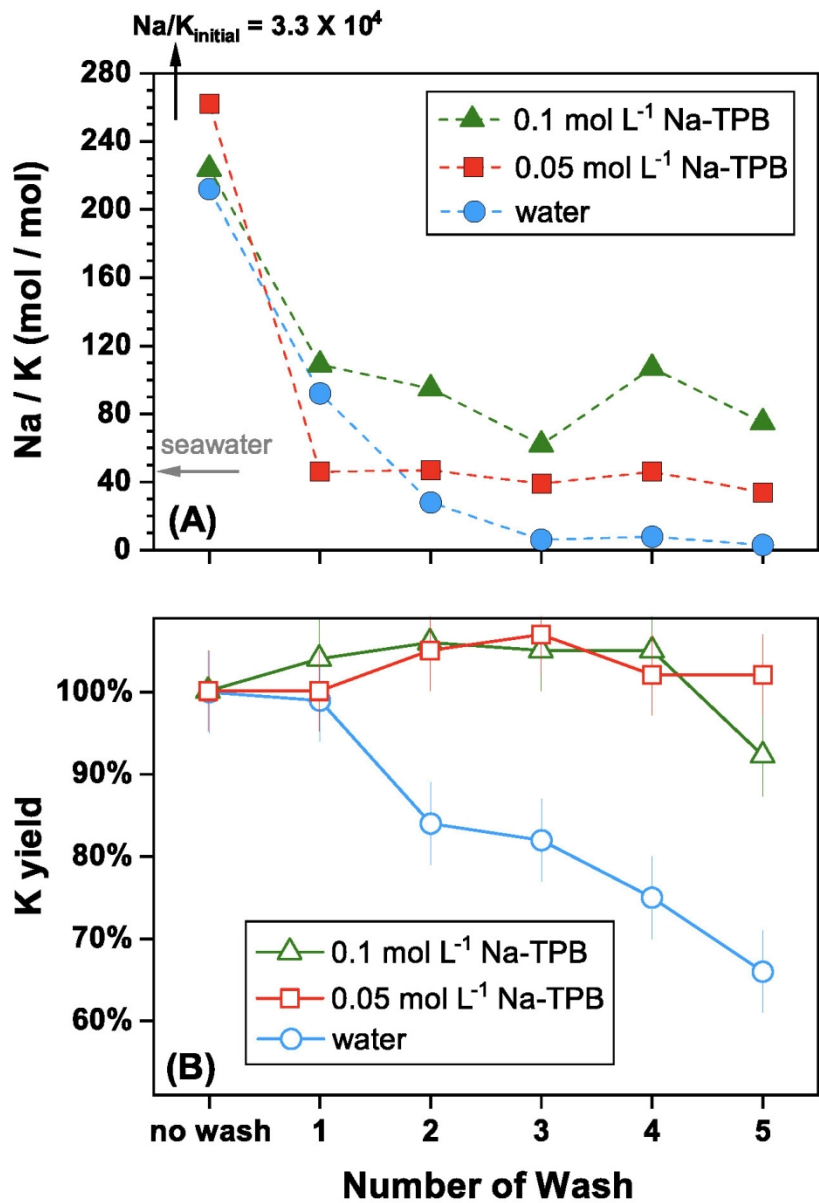 Na/Kinitial = 3.3 X 10⁴
280
240
200
160
120
80
40
0
Na / K (mol / mol)
0.1 mol L⁻¹ Na-TPB
0.05 mol L⁻¹ Na-TPB
water
seawater
(A)
100%
90%
80%
70%
60%
K yield
0.1 mol L⁻¹ Na-TPB
0.05 mol L⁻¹ Na-TPB
water
(B)
no wash 1 2 3 4 5
Number of Wash